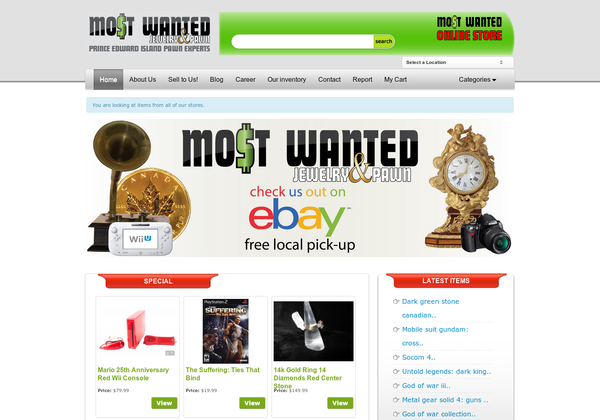 MO$T WANTED
JEWELRY & PAWN
PRINCE EDWARD ISLAND PAWN EXPERTS
search
MO$T WANTED
ONLINE STORE
Select a Location
Home About Us Sell to Us! Blog Career Our inventory Contact Report My Cart Categories
You are looking at items from all of our stores.
MO$T WANTED
JEWELRY & PAWN
check us out on
ebay™
free local pick-up
CANADA
Wii U
SPECIAL
LATEST ITEMS
PlayStation 2
THE SUFFERING
Mario 25th Anniversary
Red Wii Console
Price: $79.99
View
The Suffering: Ties That
Bind
Price: $19.99
View
14k Gold Ring 14
Diamonds Red Center
Stone
Price: $149.99
View
Dark green stone
canadian..
Mobile suit gundam:
cross..
Socom 4..
Untold legends: dark king..
God of war iii..
Metal gear solid 4: guns ..
God of war collection..